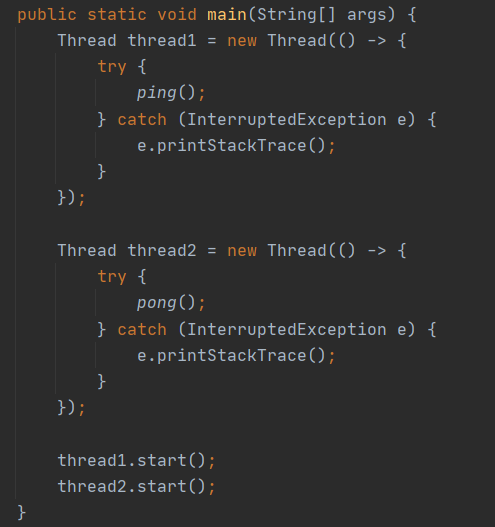 public static void main(String[] args) {
    Thread thread1 = new Thread(() -> {
        try {
            ping();
        } catch (InterruptedException e) {
            e.printStackTrace();
        }
    });

    Thread thread2 = new Thread(() -> {
        try {
            pong();
        } catch (InterruptedException e) {
            e.printStackTrace();
        }
    });

    thread1.start();
    thread2.start();
}